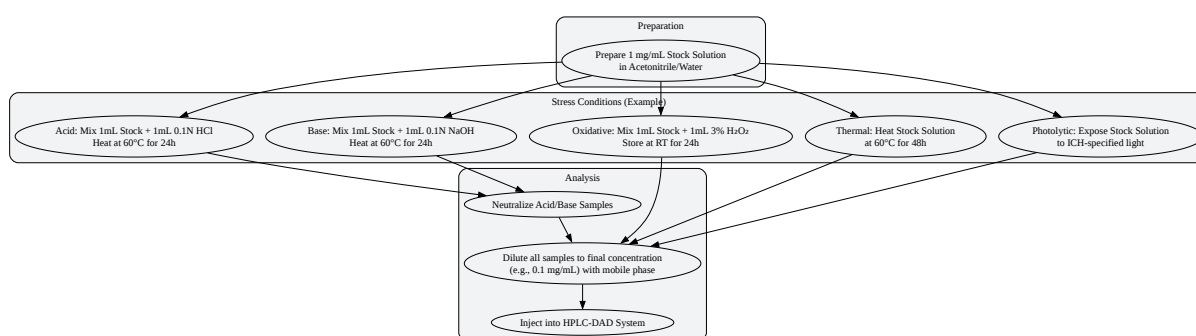 Preparation
Prepare 1 mg/mL Stock Solution
in Acetonitrile/Water
Stress Conditions (Example)
Acid: Mix 1mL Stock + 1mL 0.1N HCl
Heat at 60°C for 24h
Base: Mix 1mL Stock + 1mL 0.1N NaOH
Heat at 60°C for 24h
Oxidative: Mix 1mL Stock + 1mL 3% H₂O₂
Store at RT for 24h
Thermal: Heat Stock Solution
at 60°C for 48h
Photolytic: Expose Stock Solution
to ICH-specified light
Analysis
Neutralize Acid/Base Samples
Dilute all samples to final concentration
(e.g., 0.1 mg/mL) with mobile phase
Inject into HPLC-DAD System